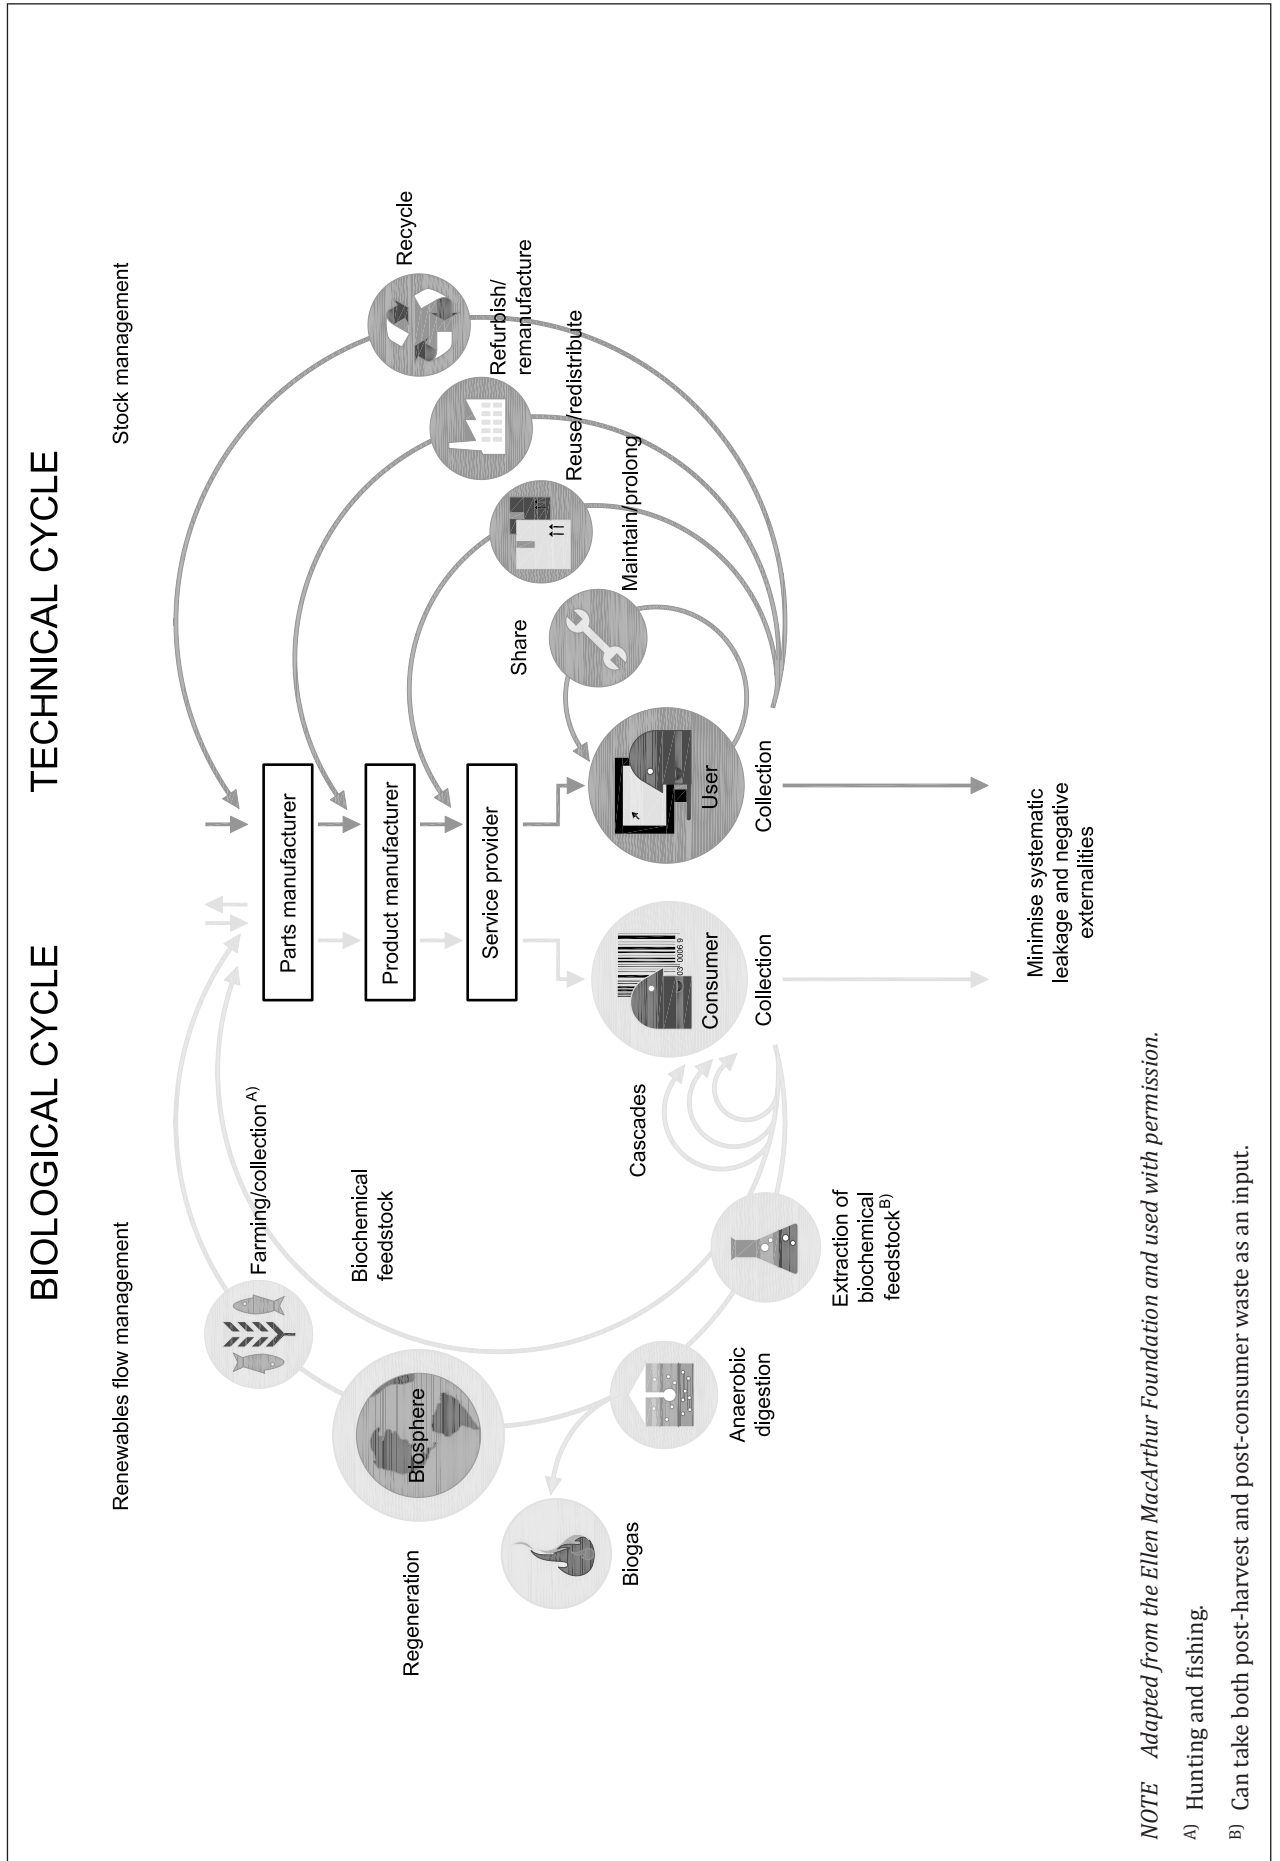 BIOLOGICAL CYCLE
TECHNICAL CYCLE
Renewables flow management
Stock management
Farming/collection A)
Biochemical
feedstock
Regeneration
Biosphere
Biogas
Anaerobic
digestion
Extraction of
biochemical
feedstock B)
Cascades
Parts manufacturer
Product manufacturer
Service provider
Consumer
03 0006 9
Collection
User
Collection
Share
Maintain/prolong
Reuse/redistribute
Refurbish/
remanufacture
Recycle
Minimise systematic
leakage and negative
externalities
NOTE Adapted from the Ellen MacArthur Foundation and used with permission.
A) Hunting and fishing.
B) Can take both post-harvest and post-consumer waste as an input.